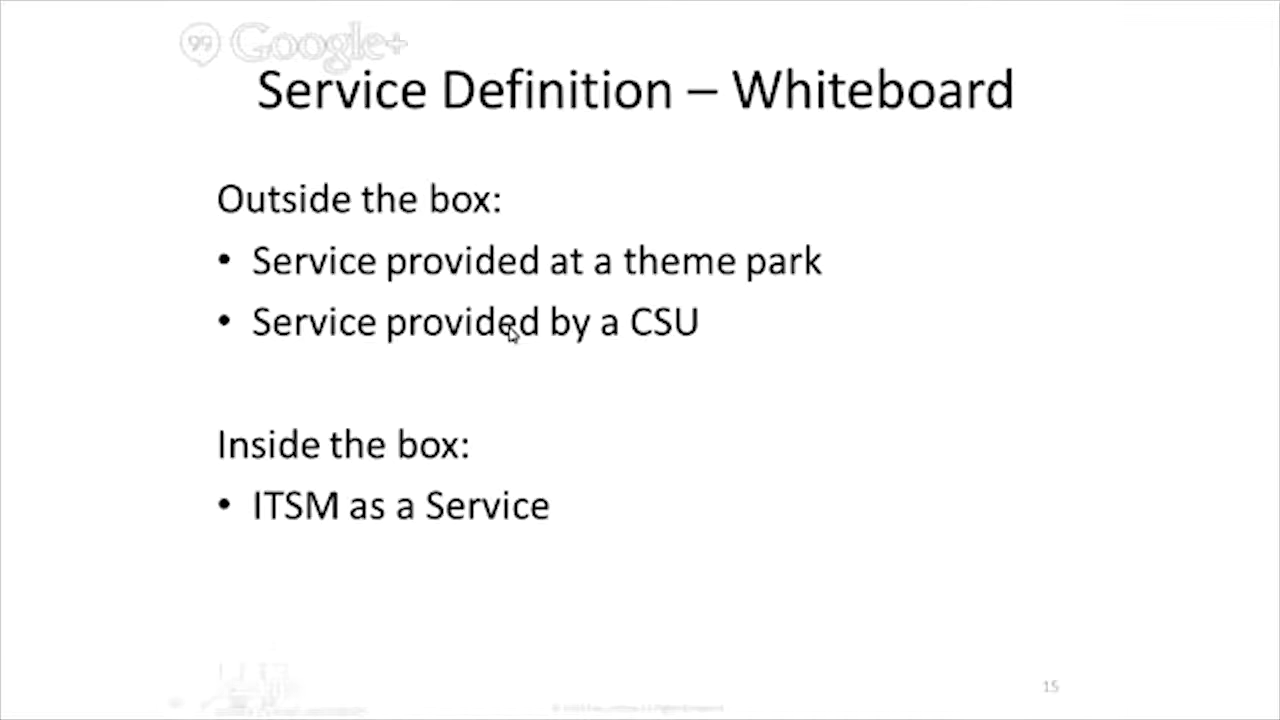 Google+
Service Definition – Whiteboard
Outside the box:
• Service provided at a theme park
• Service provided by a CSU
Inside the box:
• ITSM as a Service
15